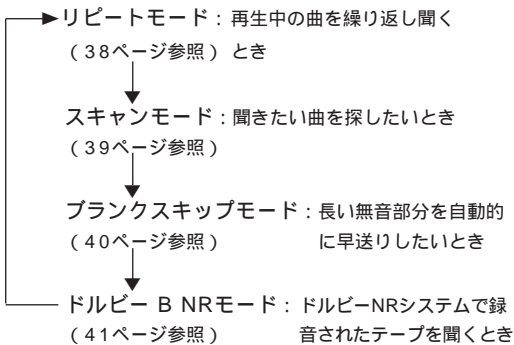 リピートモード：再生中の曲を繰り返し聞く
（38ページ参照）とき
スキャンモード：聞きたい曲を探したいとき
（39ページ参照）
ブランクスキップモード：長い無音部分を自動的
（40ページ参照）に早送りしたいとき
ドルビー B NRモード：ドルビーNRシステムで録
（41ページ参照）音されたテープを聞くとき